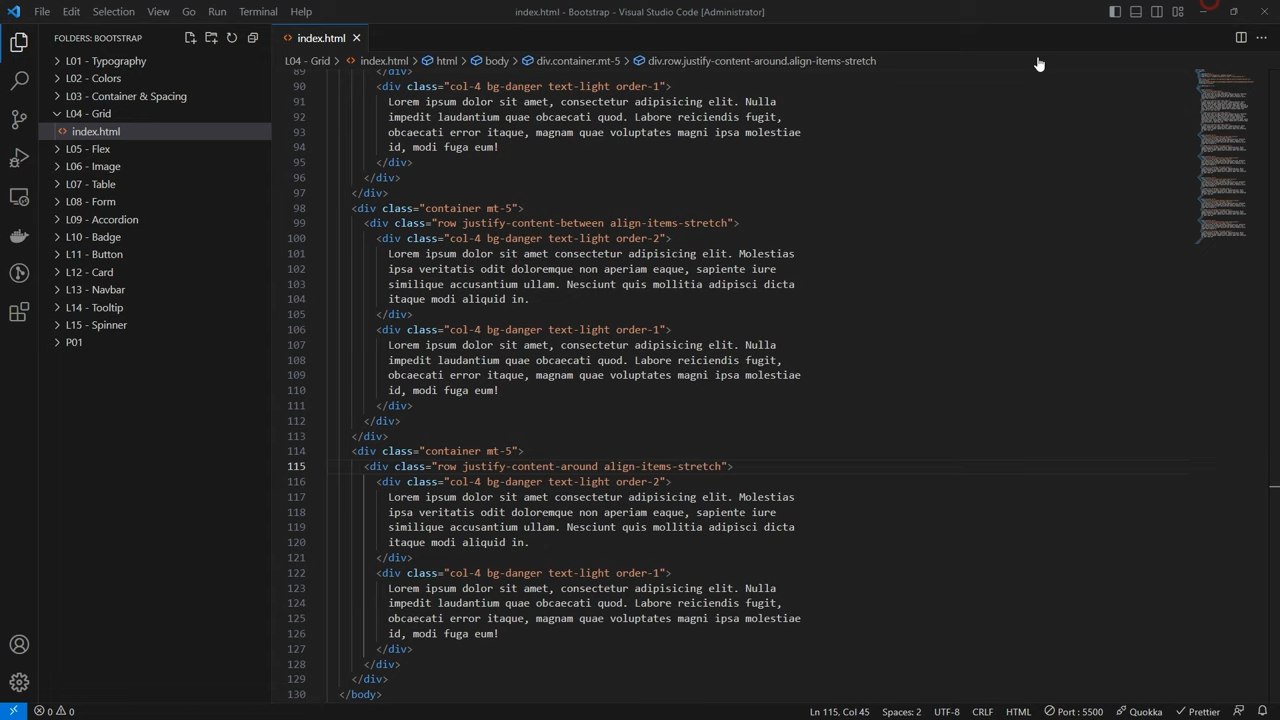 File Edit Selection View Go Run Terminal Help
index.html - Bootstrap - Visual Studio Code [Administrator]
FOLDERS: BOOTSTRAP
index.html
L04 - Grid > index.html > html > body > div.container.mt-5 > div.row.justify-content-around.align-items-stretch
L01 - Typography
L02 - Colors
L03 - Container & Spacing
L04 - Grid
index.html
L05 - Flex
L06 - Image
L07 - Table
L08 - Form
L09 - Accordion
L10 - Badge
L11 - Button
L12 - Card
L13 - Navbar
L14 - Tooltip
L15 - Spinner
P01
89 </div>
90 <div class="col-4 bg-danger text-light order-1">
91 Lorem ipsum dolor sit amet, consectetur adipisicing elit. Nulla
92 impedit laudantium quae obcaecati quod. Labore reiciendis fugit,
93 obcaecati error itaque, magnam quae voluptates magni ipsa molestiae
94 id, modi fuga eum!
95 </div>
96 </div>
97 </div>
98 <div class="container mt-5">
99 <div class="row justify-content-between align-items-stretch">
100 <div class="col-4 bg-danger text-light order-2">
101 Lorem ipsum dolor sit amet consectetur adipisicing elit. Molestias
102 ipsa veritatis odit doloremque non aperiam eaque, sapiente iure
103 similique accusantium ullam. Nesciunt quis mollitia adipisci dicta
104 itaque modi aliquid in.
105 </div>
106 <div class="col-4 bg-danger text-light order-1">
107 Lorem ipsum dolor sit amet, consectetur adipisicing elit. Nulla
108 impedit laudantium quae obcaecati quod. Labore reiciendis fugit,
109 obcaecati error itaque, magnam quae voluptates magni ipsa molestiae
110 id, modi fuga eum!
111 </div>
112 </div>
113 </div>
114 <div class="container mt-5">
115 <div class="row justify-content-around align-items-stretch">
116 <div class="col-4 bg-danger text-light order-2">
117 Lorem ipsum dolor sit amet consectetur adipisicing elit. Molestias
118 ipsa veritatis odit doloremque non aperiam eaque, sapiente iure
119 similique accusantium ullam. Nesciunt quis mollitia adipisci dicta
120 itaque modi aliquid in.
121 </div>
122 <div class="col-4 bg-danger text-light order-1">
123 Lorem ipsum dolor sit amet, consectetur adipisicing elit. Nulla
124 impedit laudantium quae obcaecati quod. Labore reiciendis fugit,
125 obcaecati error itaque, magnam quae voluptates magni ipsa molestiae
126 id, modi fuga eum!
127 </div>
128 </div>
129 </div>
130 </body>
0 0
Ln 115, Col 45 Spaces: 2 UTF-8 CRLF HTML Port : 5500 Quokka Prettier